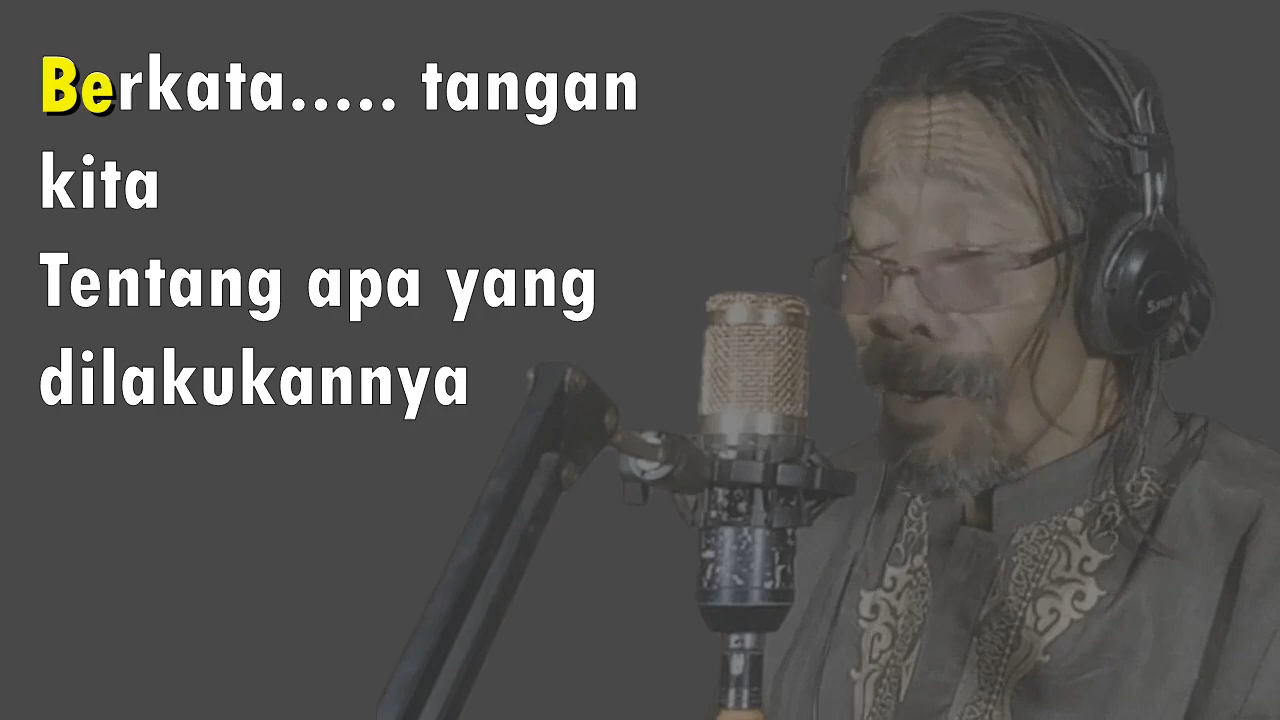 Berkata..... tangan
kita
Tentang apa yang
dilakukannya